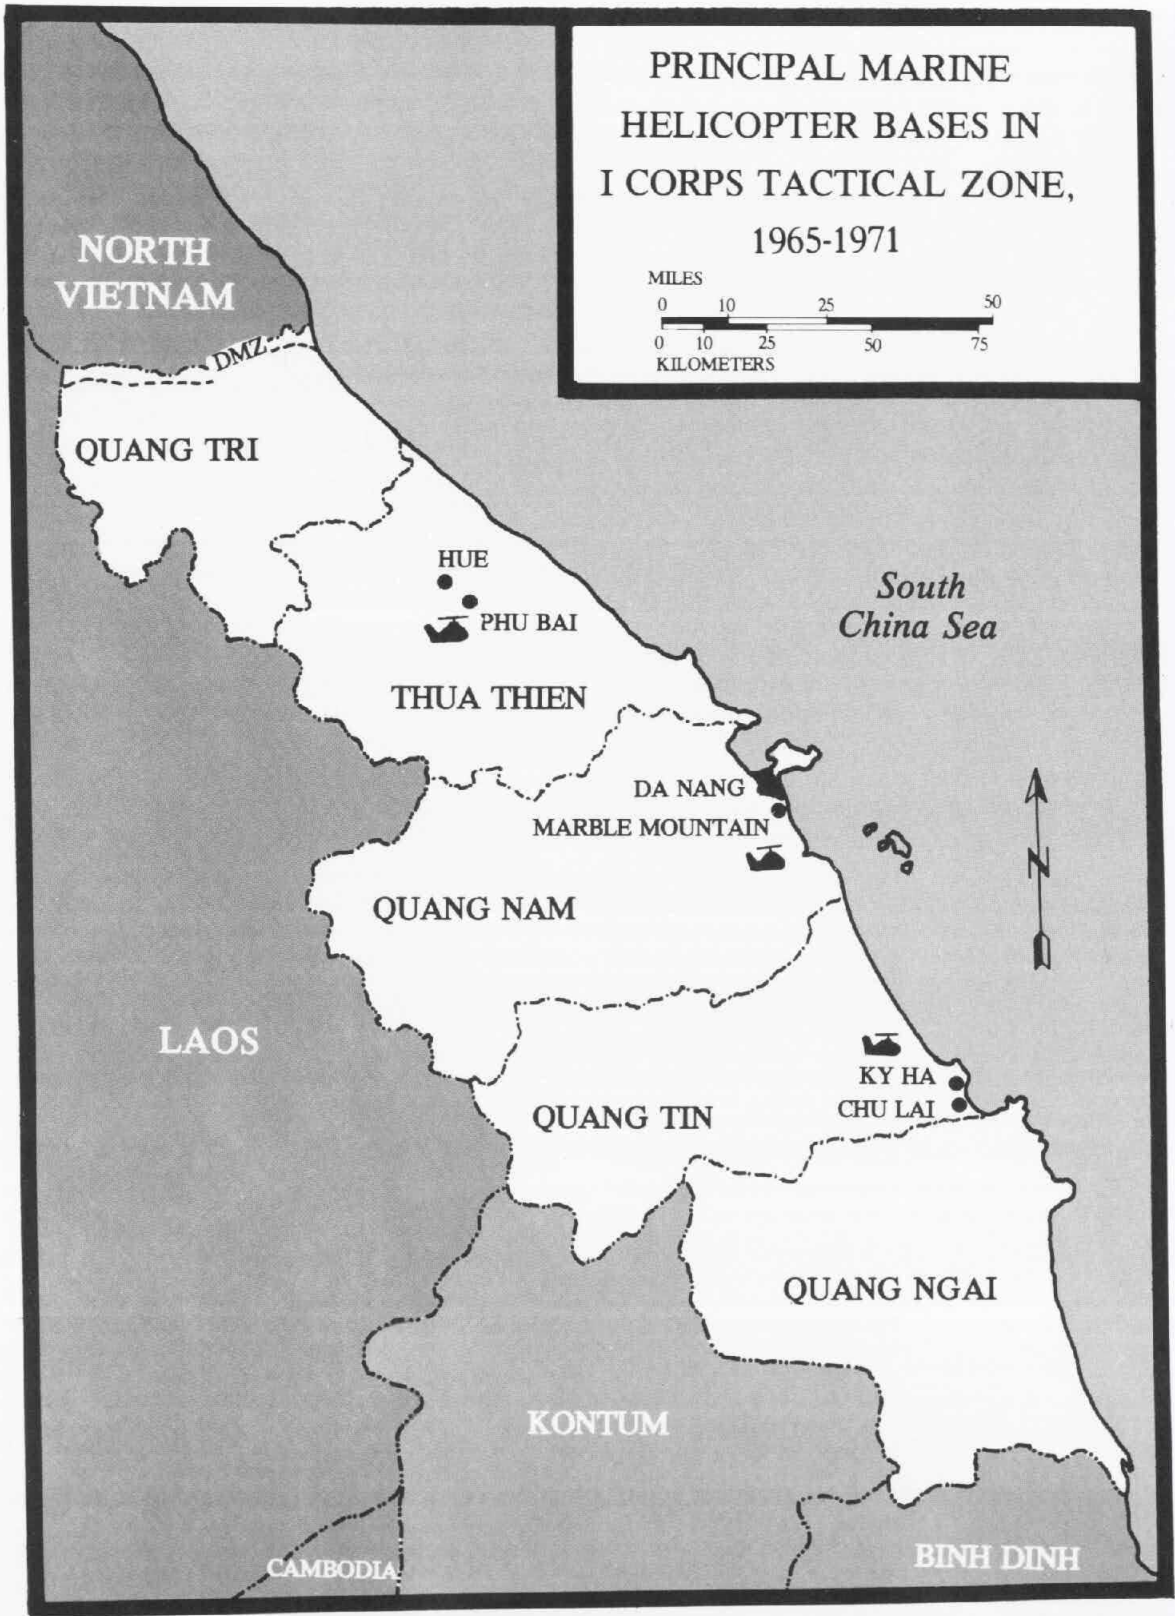 PRINCIPAL MARINE
HELICOPTER BASES IN
I CORPS TACTICAL ZONE,
1965-1971
MILES
0 10 25 50
0 10 25 50 75
KILOMETERS
NORTH
VIETNAM
DMZ
QUANG TRI
HUE
PHU BAI
South
China Sea
THUA THIEN
DA NANG
MARBLE MOUNTAIN
N
QUANG NAM
LAOS
KY HA
CHU LAI
QUANG TIN
QUANG NGAI
KONTUM
CAMBODIA
BINH DINH